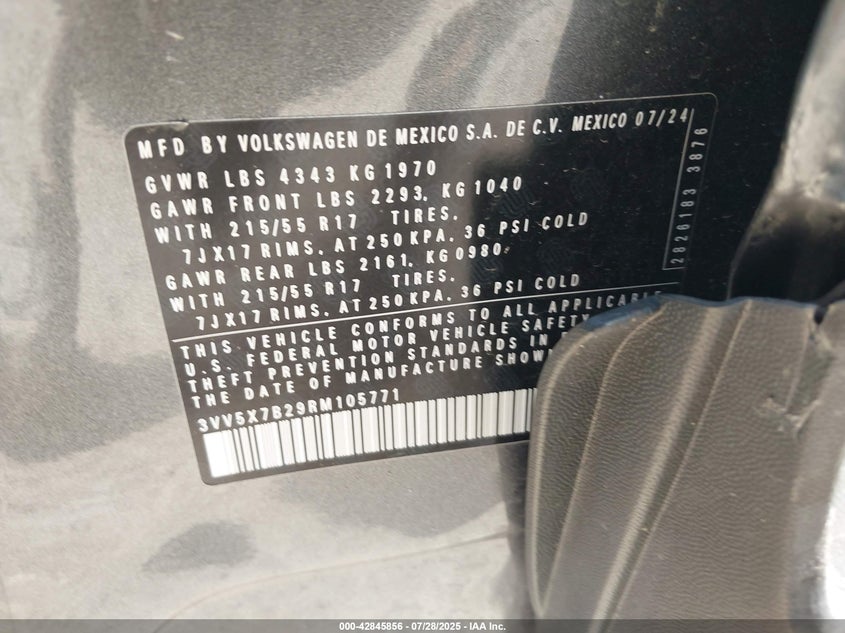 MFD BY VOLKSWAGEN DE MEXICO S.A. DE C.V. MEXICO 07/24
GVWR LBS 4343 KG 1970
GAWR FRONT LBS 2293, KG 1040
WITH 215/55 R17 TIRES,
7JX17 RIMS, AT 250 KPA, 36 PSI COLD
GAWR REAR LBS 2161, KG 0980
WITH 215/55 R17 TIRES,
7JX17 RIMS, AT 250 KPA, 36 PSI COLD
THIS VEHICLE CONFORMS TO ALL APPLICABLE
U.S. FEDERAL MOTOR VEHICLE SAFETY
THEFT PREVENTION STANDARDS IN
THE DATE OF MANUFACTURE SHOWN
3VV5X7B29RM105771
2826183 3876
000-42845856 / 07/28/2025 - IAA Inc.